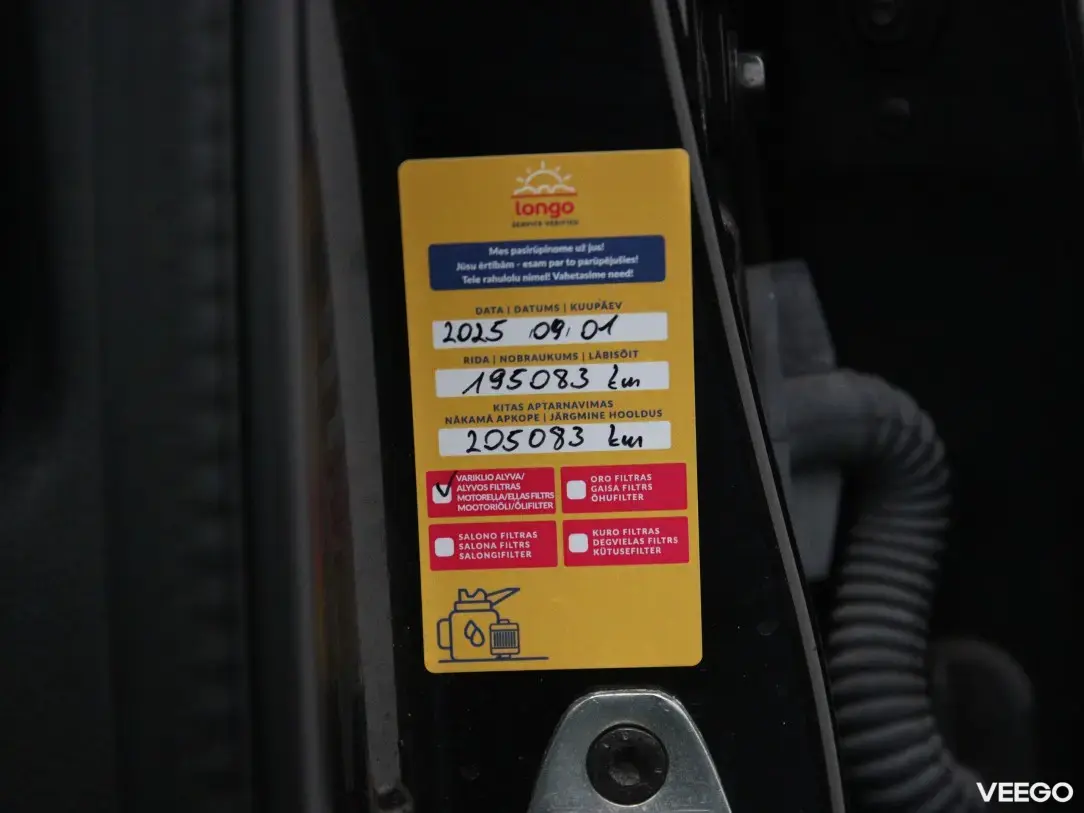 longo
SERVICE VERIFIED
Mes pasirūpinome už jus!
Jūsu ērtībām - esam par to parūpējušies!
Teie rahulolu nimel! Vahetasime need!
DATA | DATUMS | KUUPÄEV
2025 09. 01
RIDA | NOBRAUKUMS | LÄBISÕIT
195083 km
KITAS APTARNAVIMAS
NĀKAMĀ APKOPE | JÄRGMINE HOOLDUS
205083 km
VARIKLIO ALYVA/
ALYVOS FILTRAS
MOTOREĻĻA/EĻĻAS FILTRS
MOOTORIÕLI/ÕLIFILTER
ORO FILTRAS
GAISA FILTRS
ÕHUFILTER
SALONO FILTRAS
SALONA FILTRS
SALONGIFILTER
KURO FILTRAS
DEGVIELAS FILTRS
KÜTUSEFILTER
VEEGO